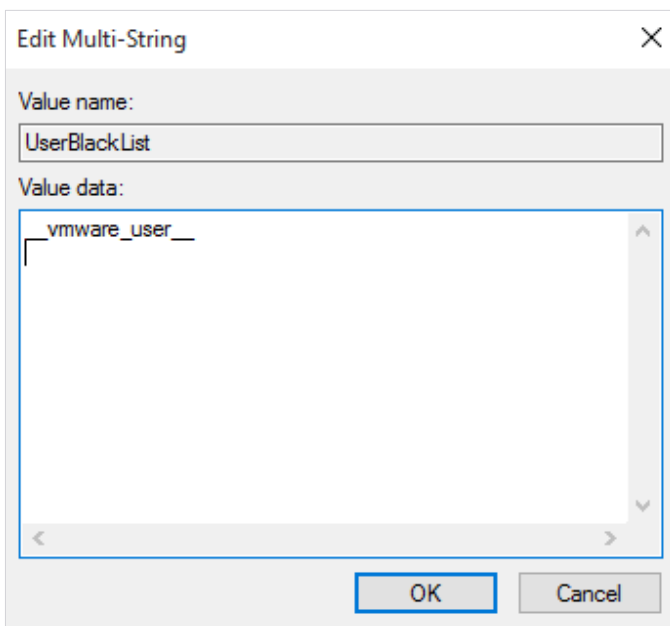 Edit Multi-String
Value name:
UserBlackList
Value data:
__vmware_user__
OK
Cancel